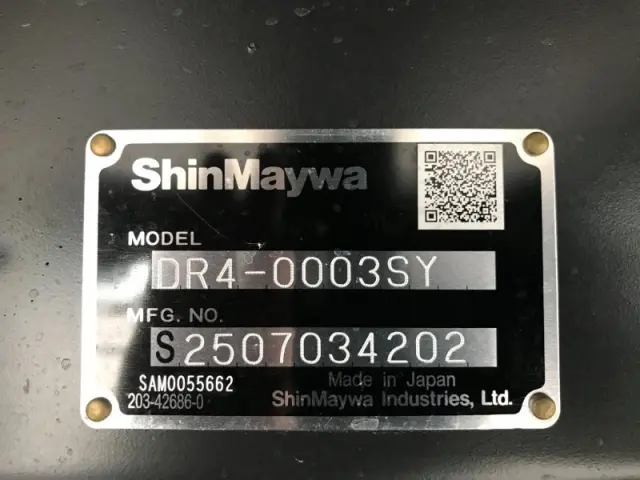 ShinMaywa
MODEL
DR4-0003SY
MFG. NO.
S2507034202
SAM0055662
203-42686-0
Made in Japan
ShinMaywa Industries, Ltd.